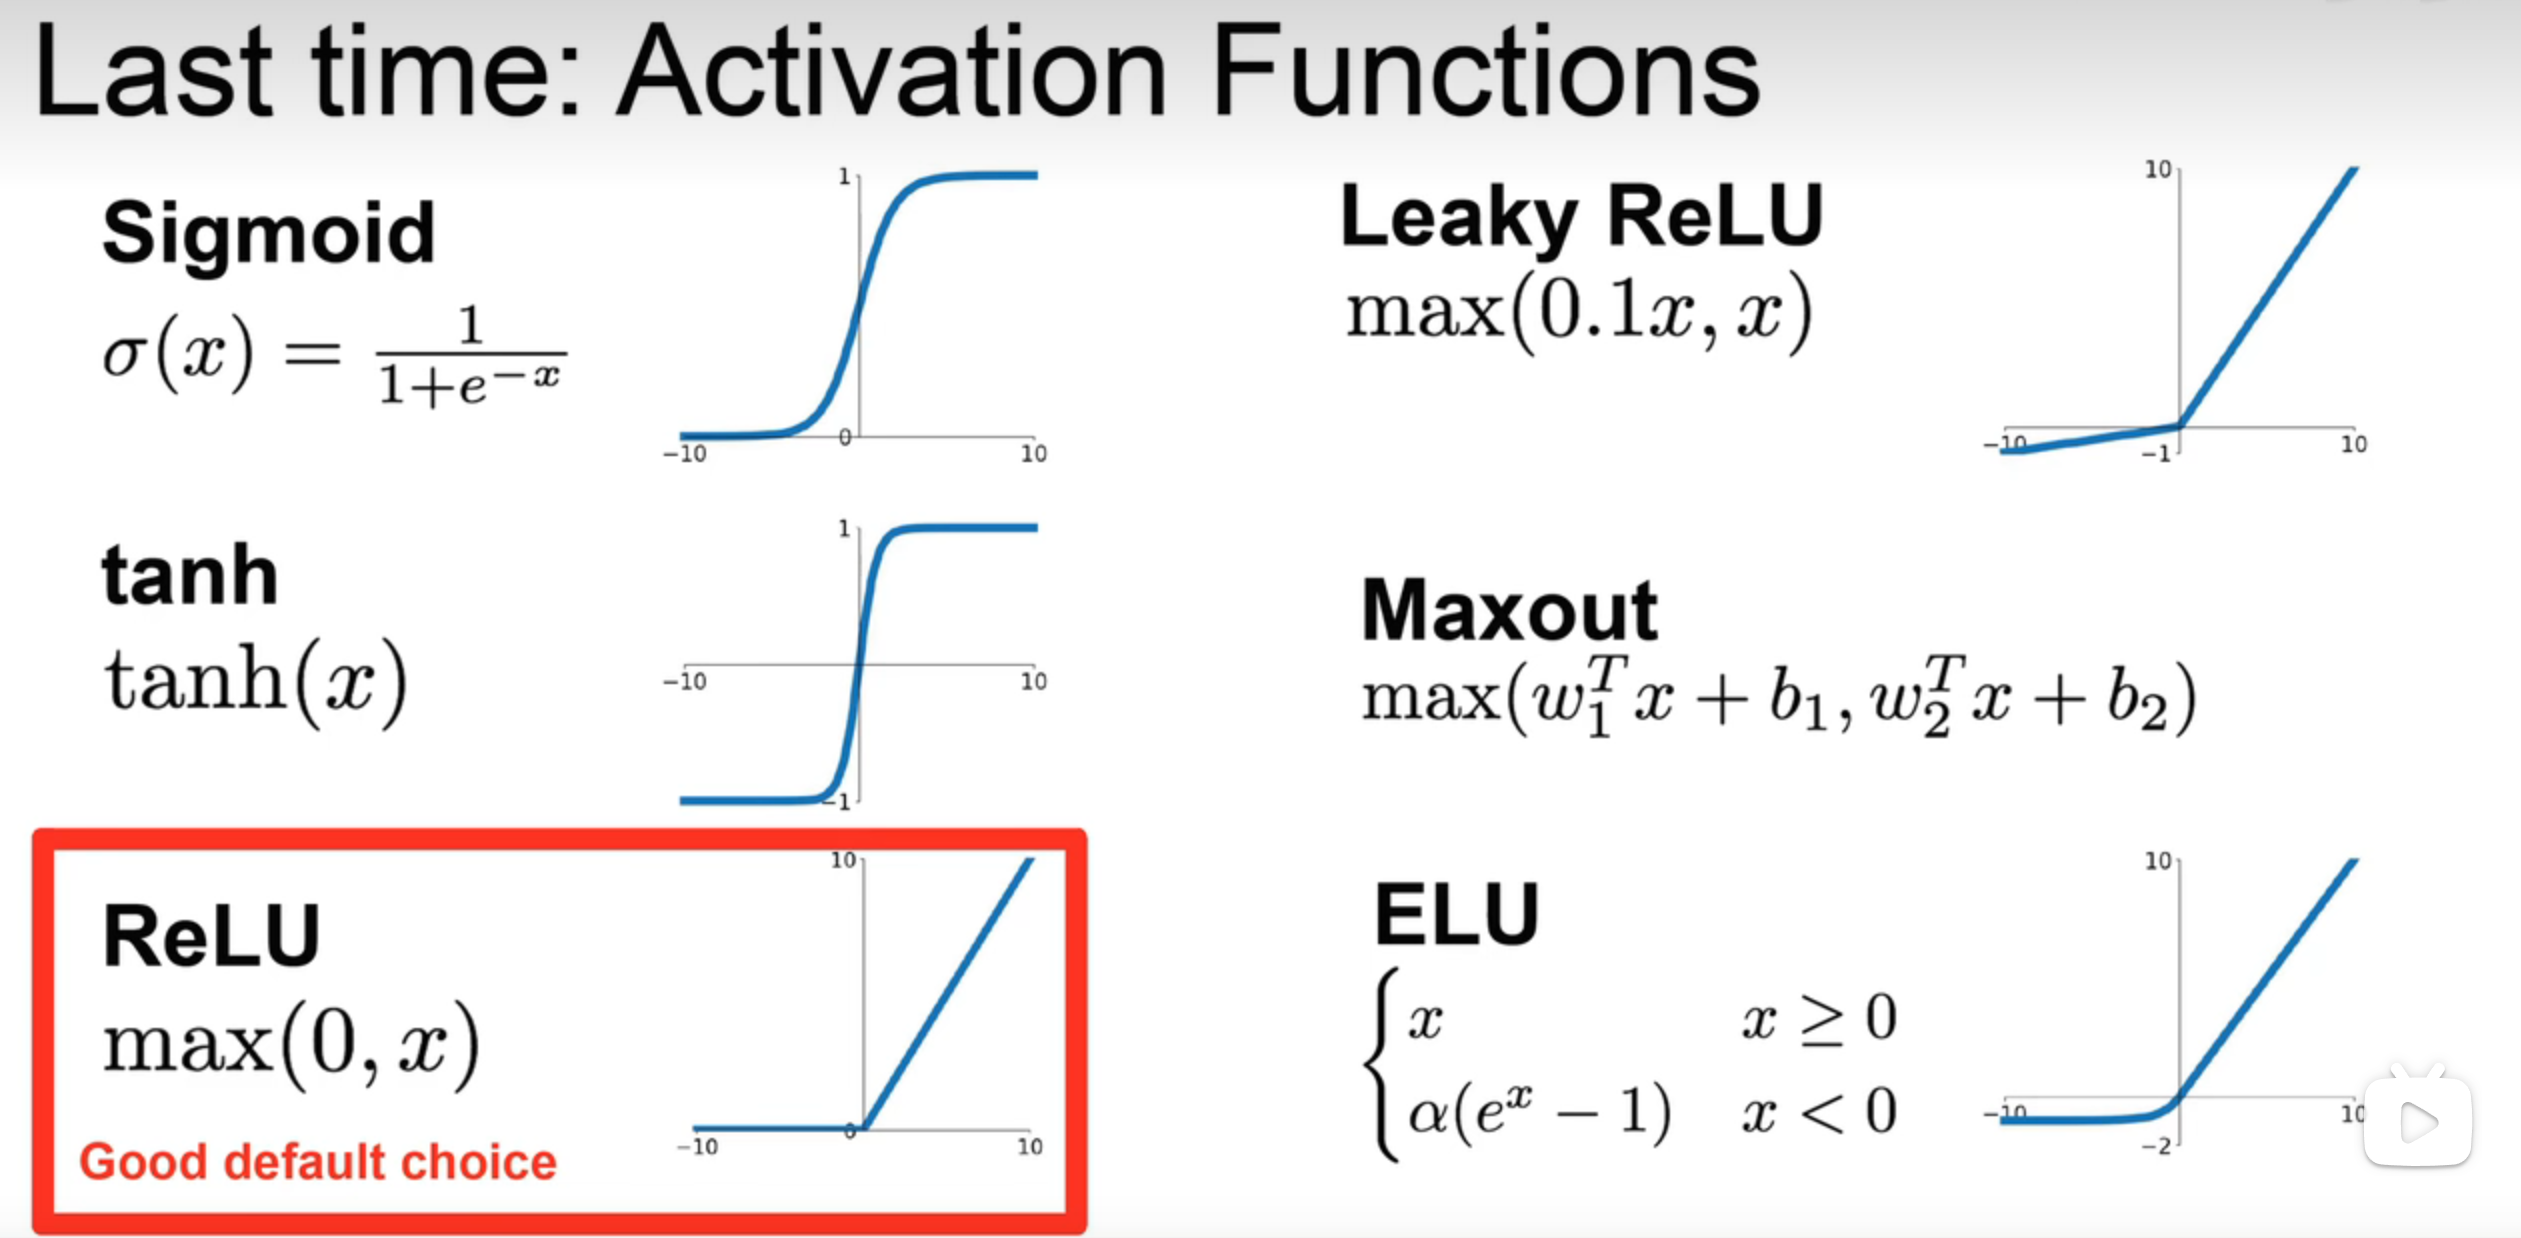 Last time: Activation Functions
Sigmoid
σ(x) = 1/(1+e^{−x})
1
0
−10
10
tanh
tanh(x)
1
−10
10
−1
ReLU
max(0, x)
Good default choice
10
0
−10
10
Leaky ReLU
max(0.1x, x)
10
−10
−1
10
Maxout
max(w_1^T x + b_1, w_2^T x + b_2)
ELU
x x ≥ 0
α(e^x − 1) x < 0
10
−10
10
−2